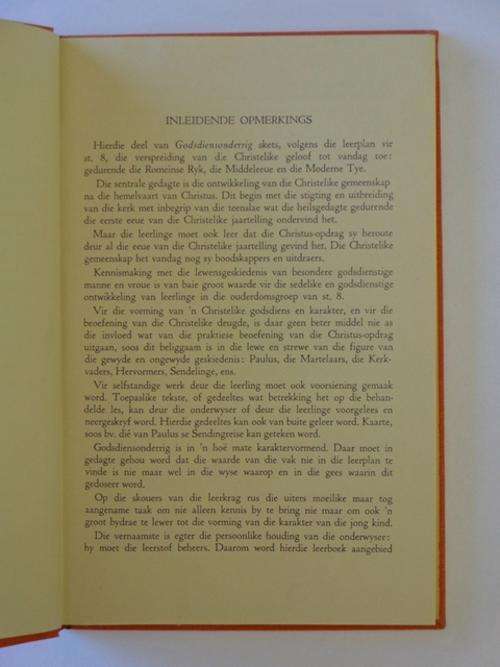 INLEIDENDE OPMERKINGS
Hierdie deel van Godsdiensonderrig skets, volgens die leerplan vir
st. 8, die verspreiding van die Christelike geloof tot vandag toe:
gedurende die Romeinse Ryk, die Middeleeue en die Moderne Tye.
Die sentrale gedagte is die ontwikkeling van die Christelike gemeenskap
na die hemelvaart van Christus. Dit begin met die stigting en uitbreiding
van die kerk met inbegrip van die teenslae wat die heilsgedagte gedurende
die eerste eeue van die Christelike jaartelling ondervind het.
Maar die leerlinge moet ook leer dat die Christus-opdrag sy heroute
deur al die eeue van die Christelike jaartelling gevind het. Die Christelike
gemeenskap het vandag nog sy boodskappers en uitdraers.
Kennismaking met die lewensgeskiedenis van besondere godsdienstige
manne en vroue is van baie groot waarde vir die sedelike en godsdienstige
ontwikkeling van leerlinge in die ouderdomsgroep van st. 8.
Vir die vorming van 'n Christelike godsdiens en karakter, en vir die
beoefening van die Christelike deugde, is daar geen beter middel nie as
die invloed wat van die praktiese beoefening van die Christus-opdrag
uitgaan, soos dit beliggaam is in die lewe en strewe van die figure van
die gewyde en ongewyde geskiedenis: Paulus, die Martelaars, die Kerk-
vaders, Hervormers, Sendelinge, ens.
Vir selfstandige werk deur die leerling moet ook voorsiening gemaak
word. Toepaslike tekste, of gedeeltes wat betrekking het op die behan-
delde les, kan deur die onderwyser of deur die leerlinge voorgelees en
neergeskryf word. Hierdie gedeeltes kan ook van buite geleer word. Kaarte,
soos bv. dié van Paulus se Sendingreise kan geteken word.
Godsdiensonderrig is in 'n hoë mate karaktervormend. Daar moet in
gedagte gehou word dat die waarde van die vak nie in die leerplan te
vinde is nie maar wel in die wyse waarop en in die gees waarin dit
gedoseer word.
Op die skouers van die leerkrag rus die uiters moeilike maar tog
aangename taak om nie alleen kennis by te bring nie maar om ook 'n
groot bydrae te lewer tot die vorming van die karakter van die jong kind.
Die vernaamste is egter die persoonlike houding van die onderwyser:
hy moet die leerstof beheers. Daarom word hierdie leerboek aangebied